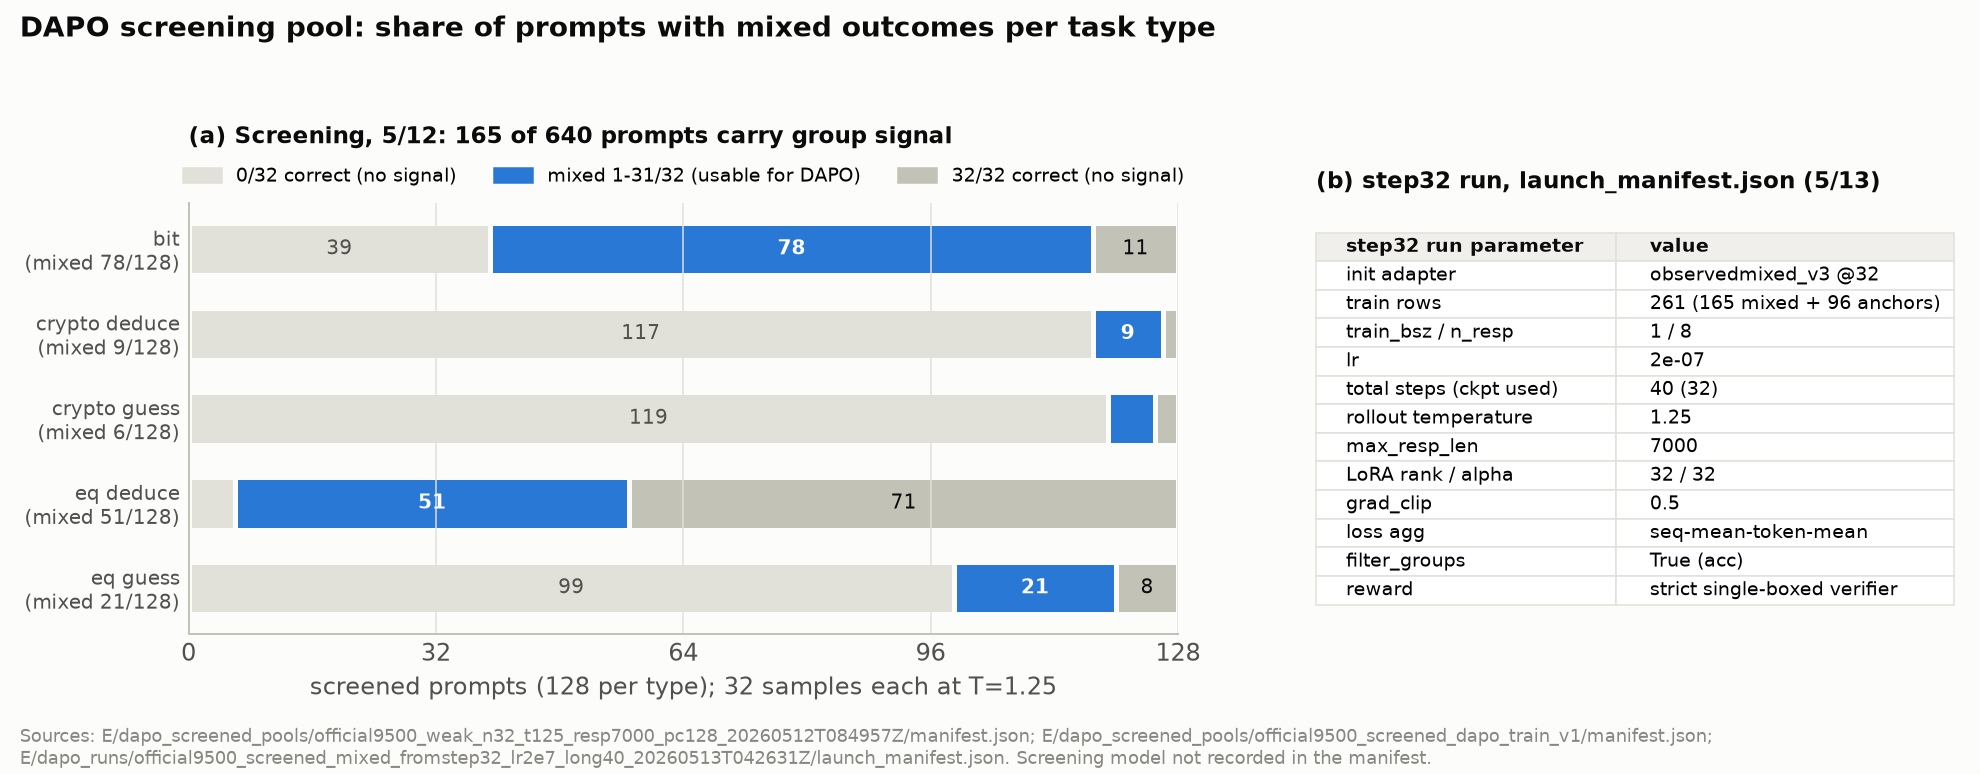 DAPO screening pool: share of prompts with mixed outcomes per task type
(a) Screening, 5/12: 165 of 640 prompts carry group signal
0/32 correct (no signal)
mixed 1-31/32 (usable for DAPO)
32/32 correct (no signal)
bit
(mixed 78/128)
39
78
11
crypto deduce
(mixed 9/128)
117
9
crypto guess
(mixed 6/128)
119
eq deduce
(mixed 51/128)
51
71
eq guess
(mixed 21/128)
99
21
8
0
32
64
96
128
screened prompts (128 per type); 32 samples each at T=1.25
(b) step32 run, launch_manifest.json (5/13)
step32 run parameter value
init adapter observedmixed_v3 @32
train rows 261 (165 mixed + 96 anchors)
train_bsz / n_resp 1 / 8
lr 2e-07
total steps (ckpt used) 40 (32)
rollout temperature 1.25
max_resp_len 7000
LoRA rank / alpha 32 / 32
grad_clip 0.5
loss agg seq-mean-token-mean
filter_groups True (acc)
reward strict single-boxed verifier
Sources: E/dapo_screened_pools/official9500_weak_n32_t125_resp7000_pc128_20260512T084957Z/manifest.json; E/dapo_screened_pools/official9500_screened_dapo_train_v1/manifest.json;
E/dapo_runs/official9500_screened_mixed_fromstep32_lr2e7_long40_20260513T042631Z/launch_manifest.json. Screening model not recorded in the manifest.